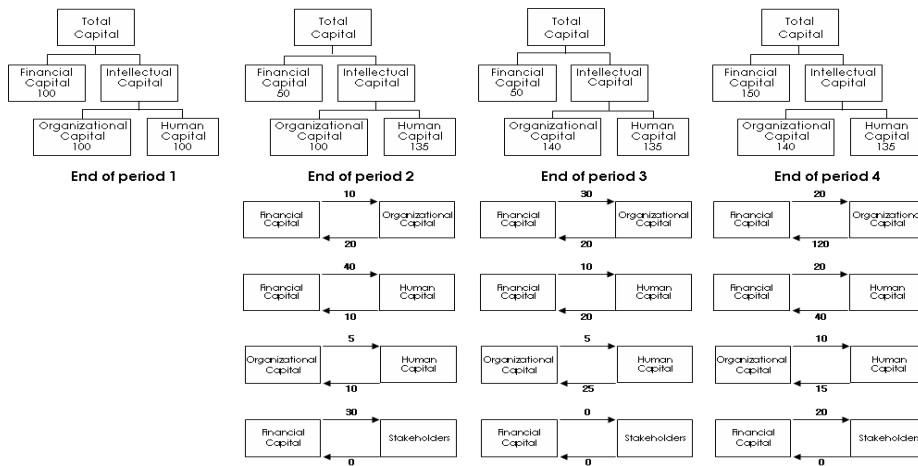 Total
Capital
Financial
Capital
100
Intellectual
Capital
Organizational
Capital
100
Human
Capital
100
End of period 1
Total
Capital
Financial
Capital
50
Intellectual
Capital
Organizational
Capital
100
Human
Capital
135
End of period 2
10
Financial
Capital
Organizational
Capital
20
40
Financial
Capital
Human
Capital
10
5
Organizational
Capital
Human
Capital
10
30
Financial
Capital
Stakeholders
0
Total
Capital
Financial
Capital
50
Intellectual
Capital
Organizational
Capital
140
Human
Capital
135
End of period 3
30
Financial
Capital
Organizational
Capital
20
10
Financial
Capital
Human
Capital
20
5
Organizational
Capital
Human
Capital
25
0
Financial
Capital
Stakeholders
0
Total
Capital
Financial
Capital
150
Intellectual
Capital
Organizational
Capital
140
Human
Capital
135
End of period 4
20
Financial
Capital
Organizational
Capital
120
20
Financial
Capital
Human
Capital
40
10
Organizational
Capital
Human
Capital
15
20
Financial
Capital
Stakeholders
0